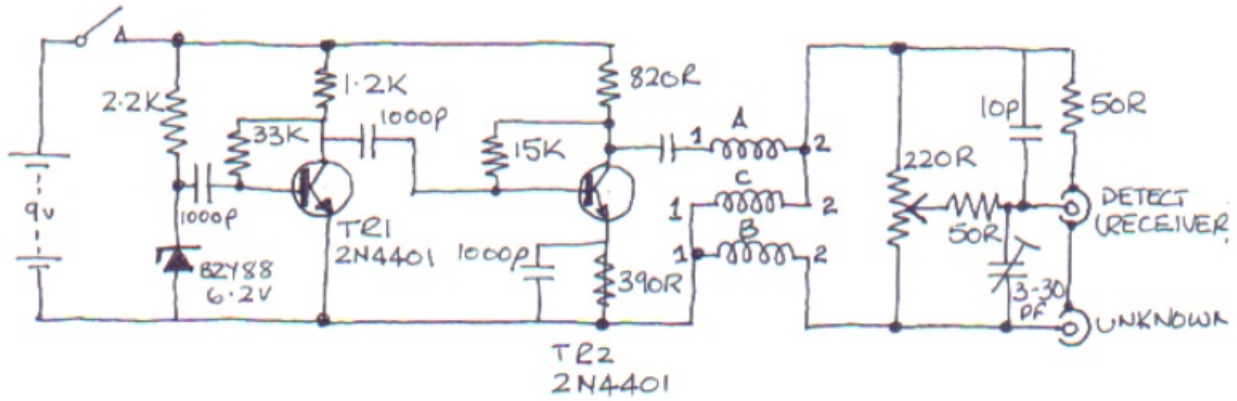 9v
2.2K
1000p
BZY88
6.2V
33K
1.2K
TR1
2N4401
1000p
15K
1000p
820R
390R
TR2
2N4401
1
A
2
1
C
2
1
B
2
220R
50R
10p
50R
3-30
pf
DETECT
(RECEIVER
UNKNOWN